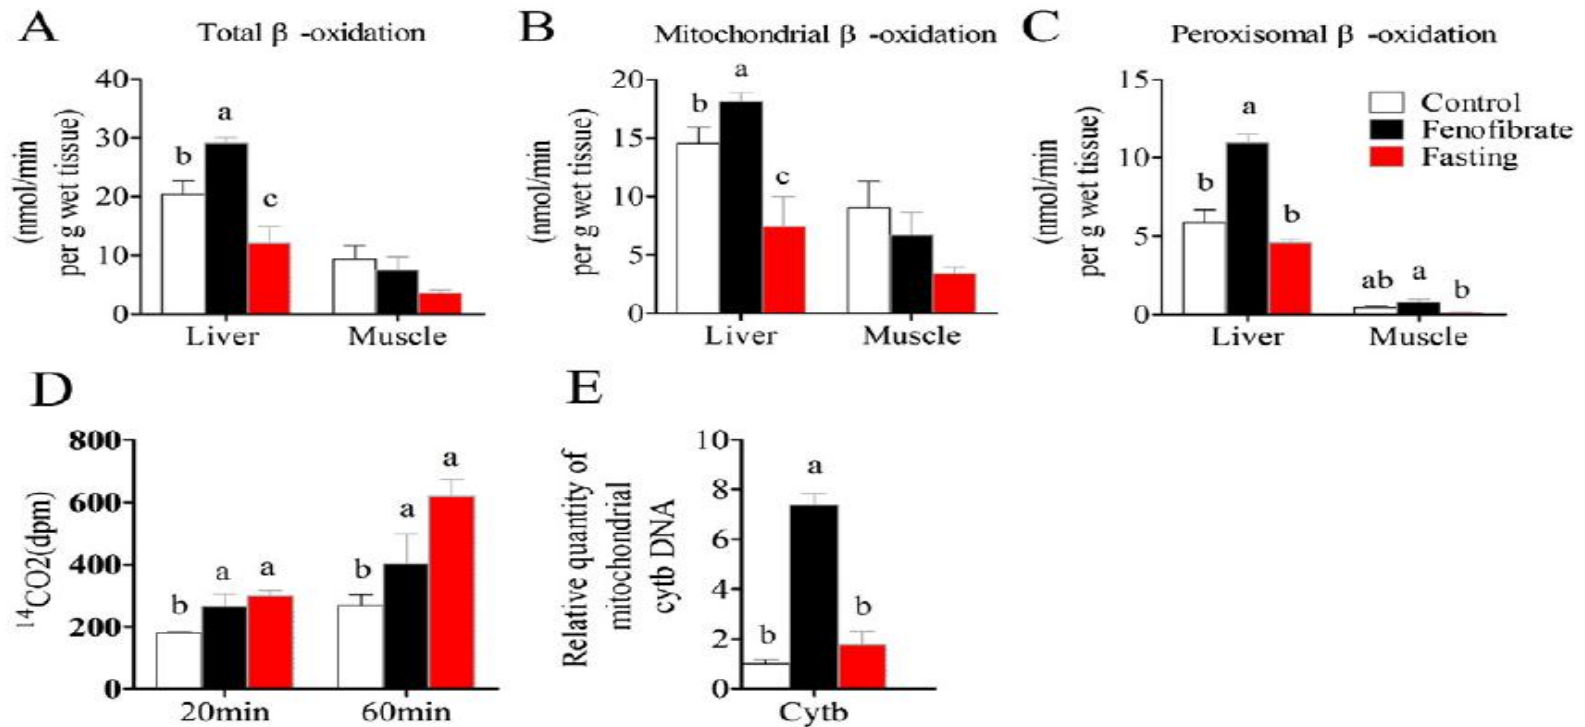 A
Total β -oxidation
(nmol/min
per g wet tissue)
40
30
20
10
0
b
a
c
Liver
Muscle
B
Mitochondrial β -oxidation
(nmol/min
per g wet tissue)
20
15
10
5
0
b
a
c
Liver
Muscle
C
Peroxisomal β -oxidation
(nmol/min
per g wet tissue)
15
10
5
0
b
a
b
ab
a
b
Liver
Muscle
Control
Fenofibrate
Fasting
D
¹⁴CO2(dpm)
800
600
400
200
0
b
a
a
b
a
a
20min
60min
E
Relative quantity of
mitochondrial
cytb DNA
10
8
6
4
2
0
b
a
b
Cytb